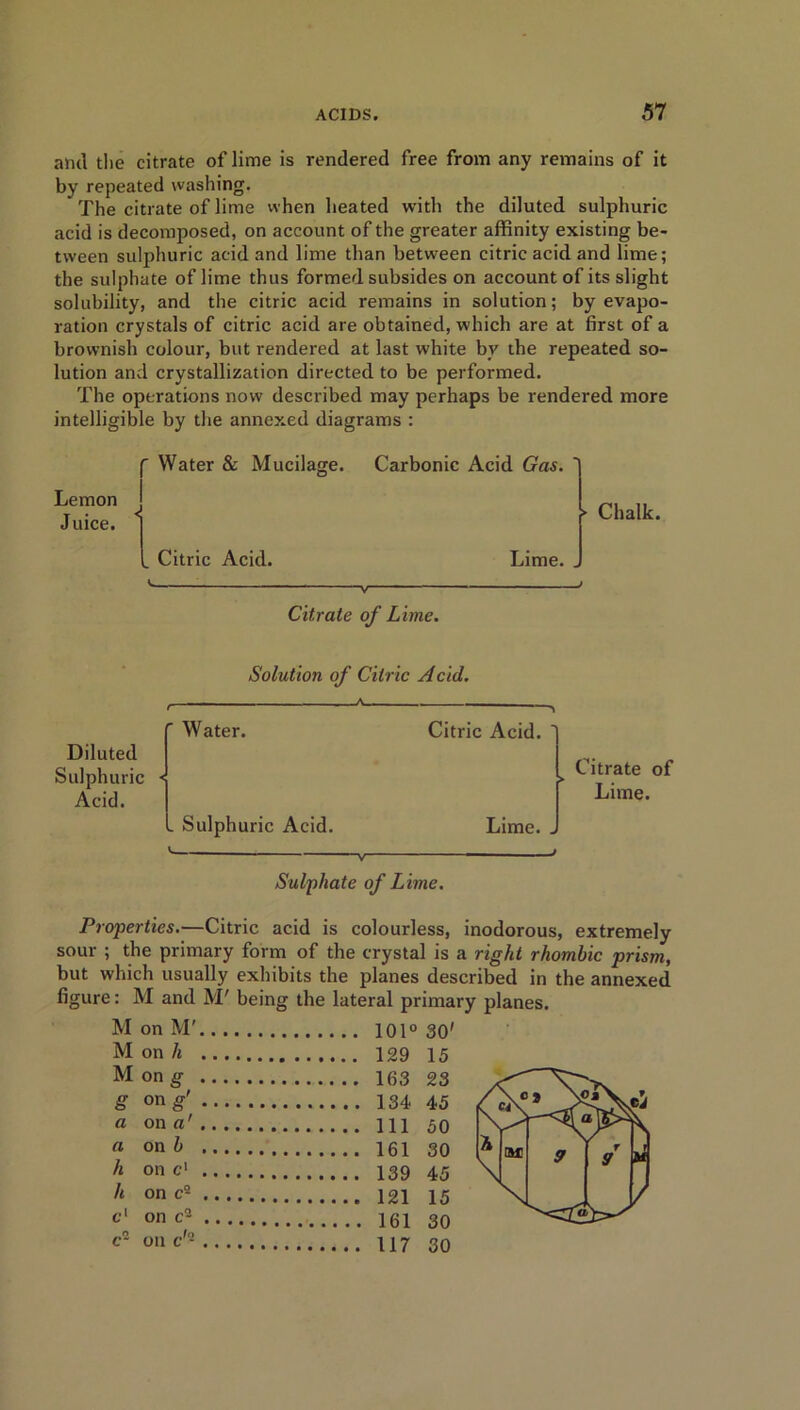 ACIDS. 57
and the citrate of lime is rendered free from any remains of it
by repeated washing.
The citrate of lime when heated with the diluted sulphuric
acid is decomposed, on account of the greater affinity existing be-
tween sulphuric acid and lime than between citric acid and lime;
the sulphate of lime thus formed subsides on account of its slight
solubility, and the citric acid remains in solution; by evapo-
ration crystals of citric acid are obtained, which are at first of a
brownish colour, but rendered at last white by the repeated so-
lution and crystallization directed to be performed.
The operations now described may perhaps be rendered more
intelligible by the annexed diagrams :
Water & Mucilage. Carbonic Acid Gas.
Lemon
Juice.
Chalk.
Citric Acid. Lime.
Citrate of Lime.
Solution of Citric Acid.
Water. Citric Acid.
Diluted
Sulphuric
Acid.
Citrate of
Lime.
Sulphuric Acid. Lime.
Sulphate of Lime.
Properties.—Citric acid is colourless, inodorous, extremely
sour ; the primary form of the crystal is a right rhombic prism,
but which usually exhibits the planes described in the annexed
figure: M and M' being the lateral primary planes.
M on M'............... 101° 30'
M on h ............... 129 15
M on g ............... 163 23
g on g' ............... 134 45
a on a' ............... 111 50
a on b ............... 161 30
h on c¹ ............... 139 45
h on c² ............... 121 15
c¹ on c² ............... 161 30
c² on c'² ............... 117 30
h M g g' M
a
a